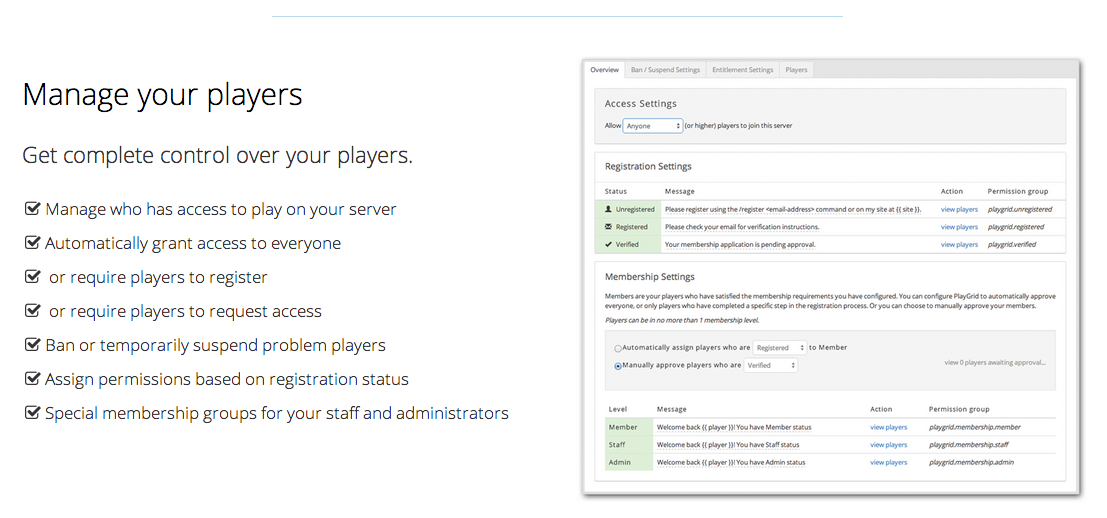 Manage your players
Get complete control over your players.
Manage who has access to play on your server
Automatically grant access to everyone
or require players to register
or require players to request access
Ban or temporarily suspend problem players
Assign permissions based on registration status
Special membership groups for your staff and administrators
Overview Ban / Suspend Settings Entitlement Settings Players
Access Settings
Allow Anyone (or higher) players to join this server
Registration Settings
Status Message Action Permission group
Unregistered Please register using the /register <email-address> command or on my site at {{ site }}. view players playgrid.unregistered
Registered Please check your email for verification instructions. view players playgrid.registered
Verified Your membership application is pending approval. view players playgrid.verified
Membership Settings
Members are your players who have satisfied the membership requirements you have configured. You can configure PlayGrid to automatically approve
everyone, or only players who have completed a specific step in the registration process. Or you can choose to manually approve your members.
Players can be in no more than 1 membership level.
Automatically assign players who are Registered to Member
Manually approve players who are Verified
view 0 players awaiting approval...
Level Message Action Permission group
Member Welcome back {{ player }}! You have Member status view players playgrid.membership.member
Staff Welcome back {{ player }}! You have Staff status view players playgrid.membership.staff
Admin Welcome back {{ player }}! You have Admin status view players playgrid.membership.admin